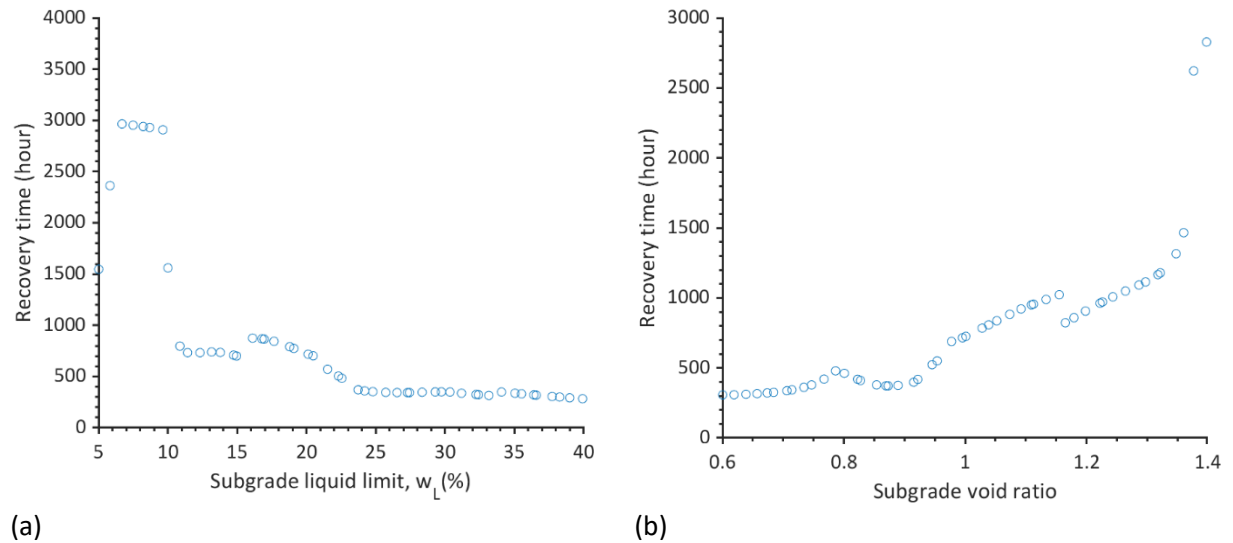 4000
3500
3000
2500
2000
1500
1000
500
0
Recovery time (hour)
5 10 15 20 25 30 35 40
Subgrade liquid limit, w_L(%)
(a)
3000
2500
2000
1500
1000
500
0
Recovery time (hour)
0.6 0.8 1 1.2 1.4
Subgrade void ratio
(b)